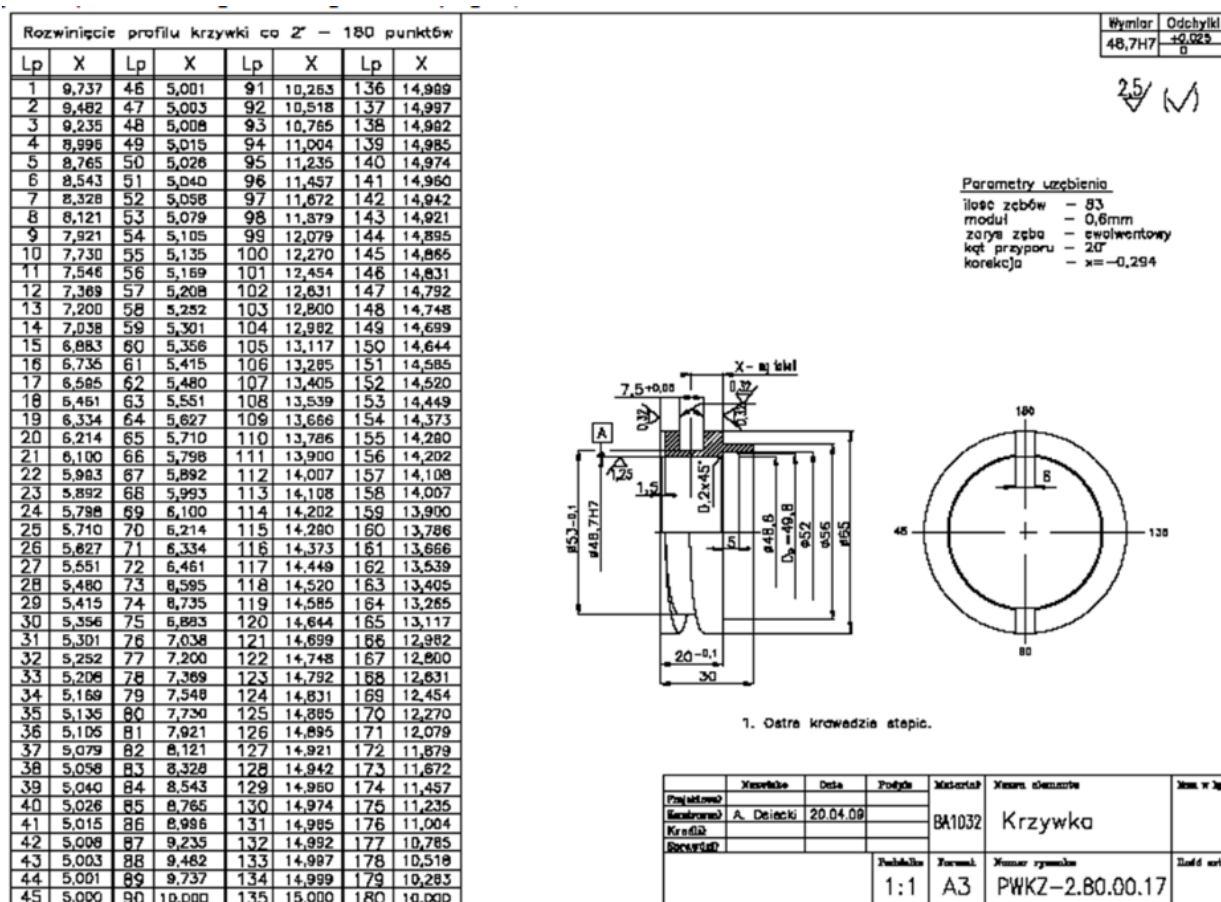 Rozwinięcie profilu krzywki co 2° – 180 punktów
Lp X Lp X Lp X Lp X
1 9,737 46 5,001 91 10,263 136 14,999
2 9,482 47 5,003 92 10,518 137 14,997
3 9,235 48 5,008 93 10,765 138 14,992
4 8,996 49 5,015 94 11,004 139 14,985
5 8,765 50 5,026 95 11,235 140 14,974
6 8,543 51 5,040 96 11,457 141 14,960
7 8,328 52 5,058 97 11,672 142 14,942
8 8,121 53 5,079 98 11,879 143 14,921
9 7,921 54 5,105 99 12,079 144 14,895
10 7,730 55 5,135 100 12,270 145 14,865
11 7,546 56 5,169 101 12,454 146 14,831
12 7,369 57 5,208 102 12,631 147 14,792
13 7,200 58 5,252 103 12,800 148 14,748
14 7,038 59 5,301 104 12,962 149 14,699
15 6,883 60 5,356 105 13,117 150 14,644
16 6,735 61 5,415 106 13,265 151 14,585
17 6,595 62 5,480 107 13,405 152 14,520
18 6,461 63 5,551 108 13,539 153 14,449
19 6,334 64 5,627 109 13,666 154 14,373
20 6,214 65 5,710 110 13,786 155 14,290
21 6,100 66 5,798 111 13,900 156 14,202
22 5,993 67 5,892 112 14,007 157 14,108
23 5,892 68 5,993 113 14,108 158 14,007
24 5,798 69 6,100 114 14,202 159 13,900
25 5,710 70 6,214 115 14,290 160 13,786
26 5,627 71 6,334 116 14,373 161 13,666
27 5,551 72 6,461 117 14,449 162 13,539
28 5,480 73 6,595 118 14,520 163 13,405
29 5,415 74 6,735 119 14,585 164 13,265
30 5,356 75 6,883 120 14,644 165 13,117
31 5,301 76 7,038 121 14,699 166 12,962
32 5,252 77 7,200 122 14,748 167 12,800
33 5,208 78 7,369 123 14,792 168 12,631
34 5,169 79 7,546 124 14,831 169 12,454
35 5,135 80 7,730 125 14,865 170 12,270
36 5,105 81 7,921 126 14,895 171 12,079
37 5,079 82 8,121 127 14,921 172 11,879
38 5,058 83 8,328 128 14,942 173 11,672
39 5,040 84 8,543 129 14,960 174 11,457
40 5,026 85 8,765 130 14,974 175 11,235
41 5,015 86 8,996 131 14,985 176 11,004
42 5,008 87 9,235 132 14,992 177 10,765
43 5,003 88 9,482 133 14,997 178 10,518
44 5,001 89 9,737 134 14,999 179 10,263
45 5,000 90 10,000 135 15,000 180 10,000
Wymiar Odchyłki
48,7H7 +0,025
0
2,5
Parametry uzębienia
ilosc zębów – 83
moduł – 0,6mm
zarys zęba – ewolwentowy
kąt przyporu – 20°
korekcja – x=-0,294
X-
7,5+0,08
0,32
0,32
0,32
A
1,25
1,5
0,2x45°
5
ø53-0,1
ø48,7H7
ø48,6
ø52
ø56
ø65
20-0,1
30
180
6
45
135
1. Ostre krawedzie stepic.
Nazwisko Data Podpis Materiał Nazwa elementu
A. Dziacki 20.04.09
BA1032 Krzywka
Podziałka Format Numer rysunku
1:1 A3 PWKZ-2.80.00.17